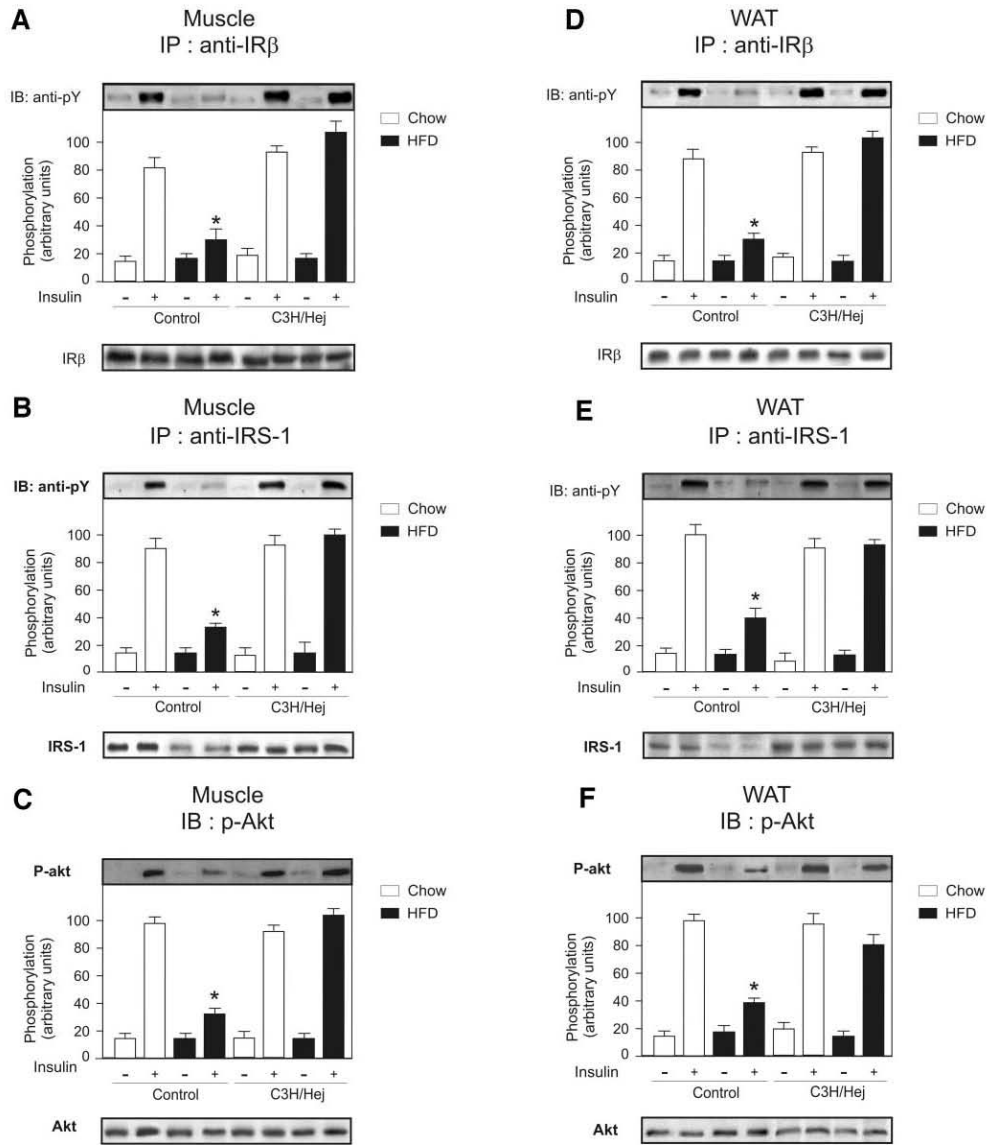 A
Muscle
IP : anti-IRβ
IB: anti-pY
Chow
HFD
Phosphorylation
(arbitrary units)
100
80
60
40
20
0
*
Insulin - + - + - + - +
Control C3H/Hej
IRβ
D
WAT
IP : anti-IRβ
IB: anti-pY
Chow
HFD
Phosphorylation
(arbitrary units)
100
80
60
40
20
0
*
Insulin - + - + - + - +
Control C3H/Hej
IRβ
B
Muscle
IP : anti-IRS-1
IB: anti-pY
Chow
HFD
Phosphorylation
(arbitrary units)
100
80
60
40
20
0
*
Insulin - + - + - + - +
Control C3H/Hej
IRS-1
E
WAT
IP : anti-IRS-1
IB: anti-pY
Chow
HFD
Phosphorylation
(arbitrary units)
100
80
60
40
20
0
*
Insulin - + - + - + - +
Control C3H/Hej
IRS-1
C
Muscle
IB : p-Akt
P-akt
Chow
HFD
Phosphorylation
(arbitrary units)
100
80
60
40
20
0
*
Insulin - + - + - + - +
Control C3H/Hej
Akt
F
WAT
IB : p-Akt
P-akt
Chow
HFD
Phosphorylation
(arbitrary units)
100
80
60
40
20
0
*
Insulin - + - + - + - +
Control C3H/Hej
Akt